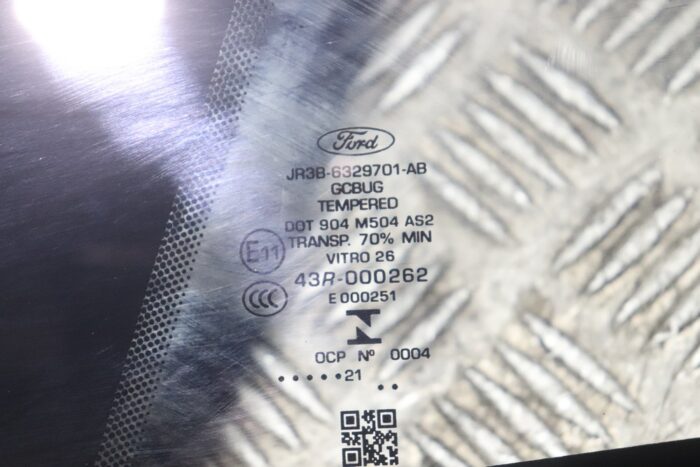 Ford
JR3B-6329701-AB
GCBUG
TEMPERED
DOT 904 M504 AS2
TRANSP. 70% MIN
E11
VITRO 26
43R-000262
CCC
E 000251
N
OCP Nº 0004
•••••21
••